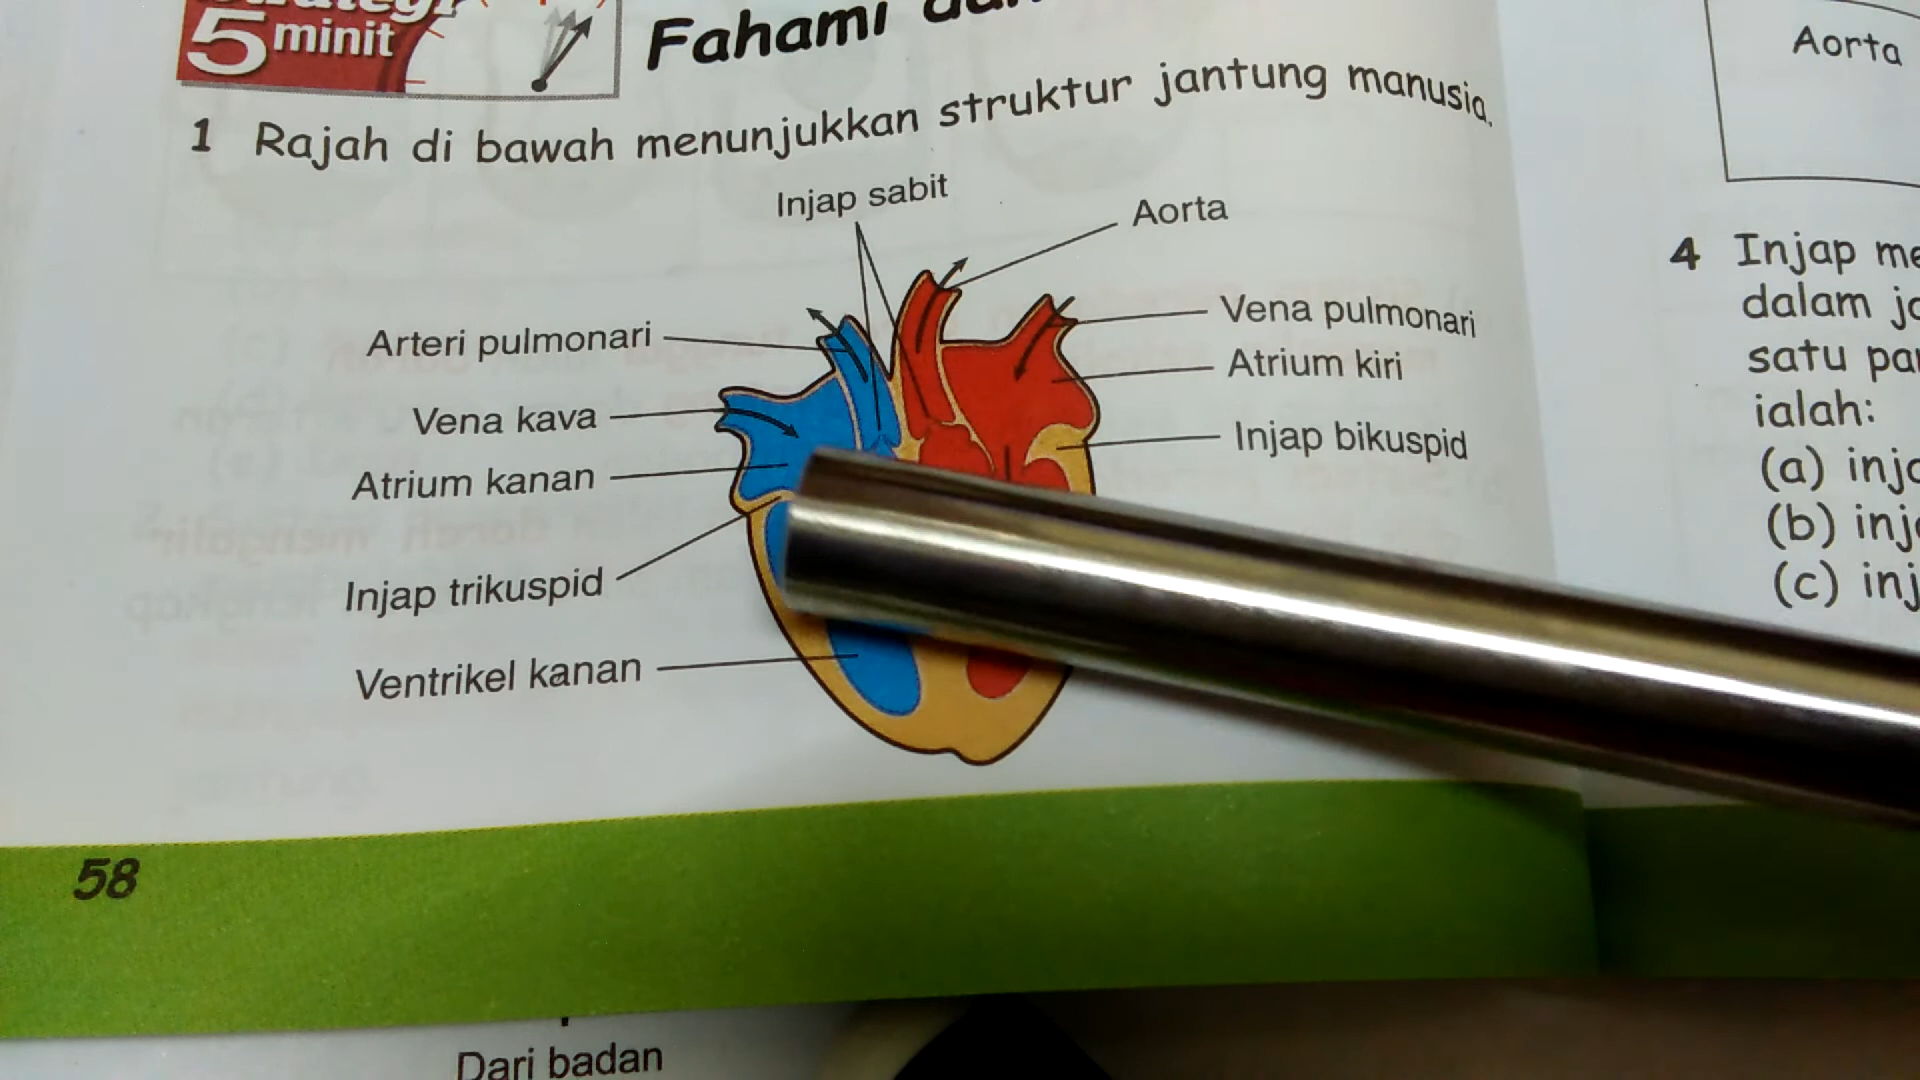 5 minit
Fahami
1 Rajah di bawah menunjukkan struktur jantung manusia.
Injap sabit
Aorta
Arteri pulmonari
Vena pulmonari
Vena kava
Atrium kiri
Atrium kanan
Injap bikuspid
Injap trikuspid
Ventrikel kanan
58
Dari badan
Aorta
4 Injap
dalam
satu
ialah:
(a)
(b)
(c)